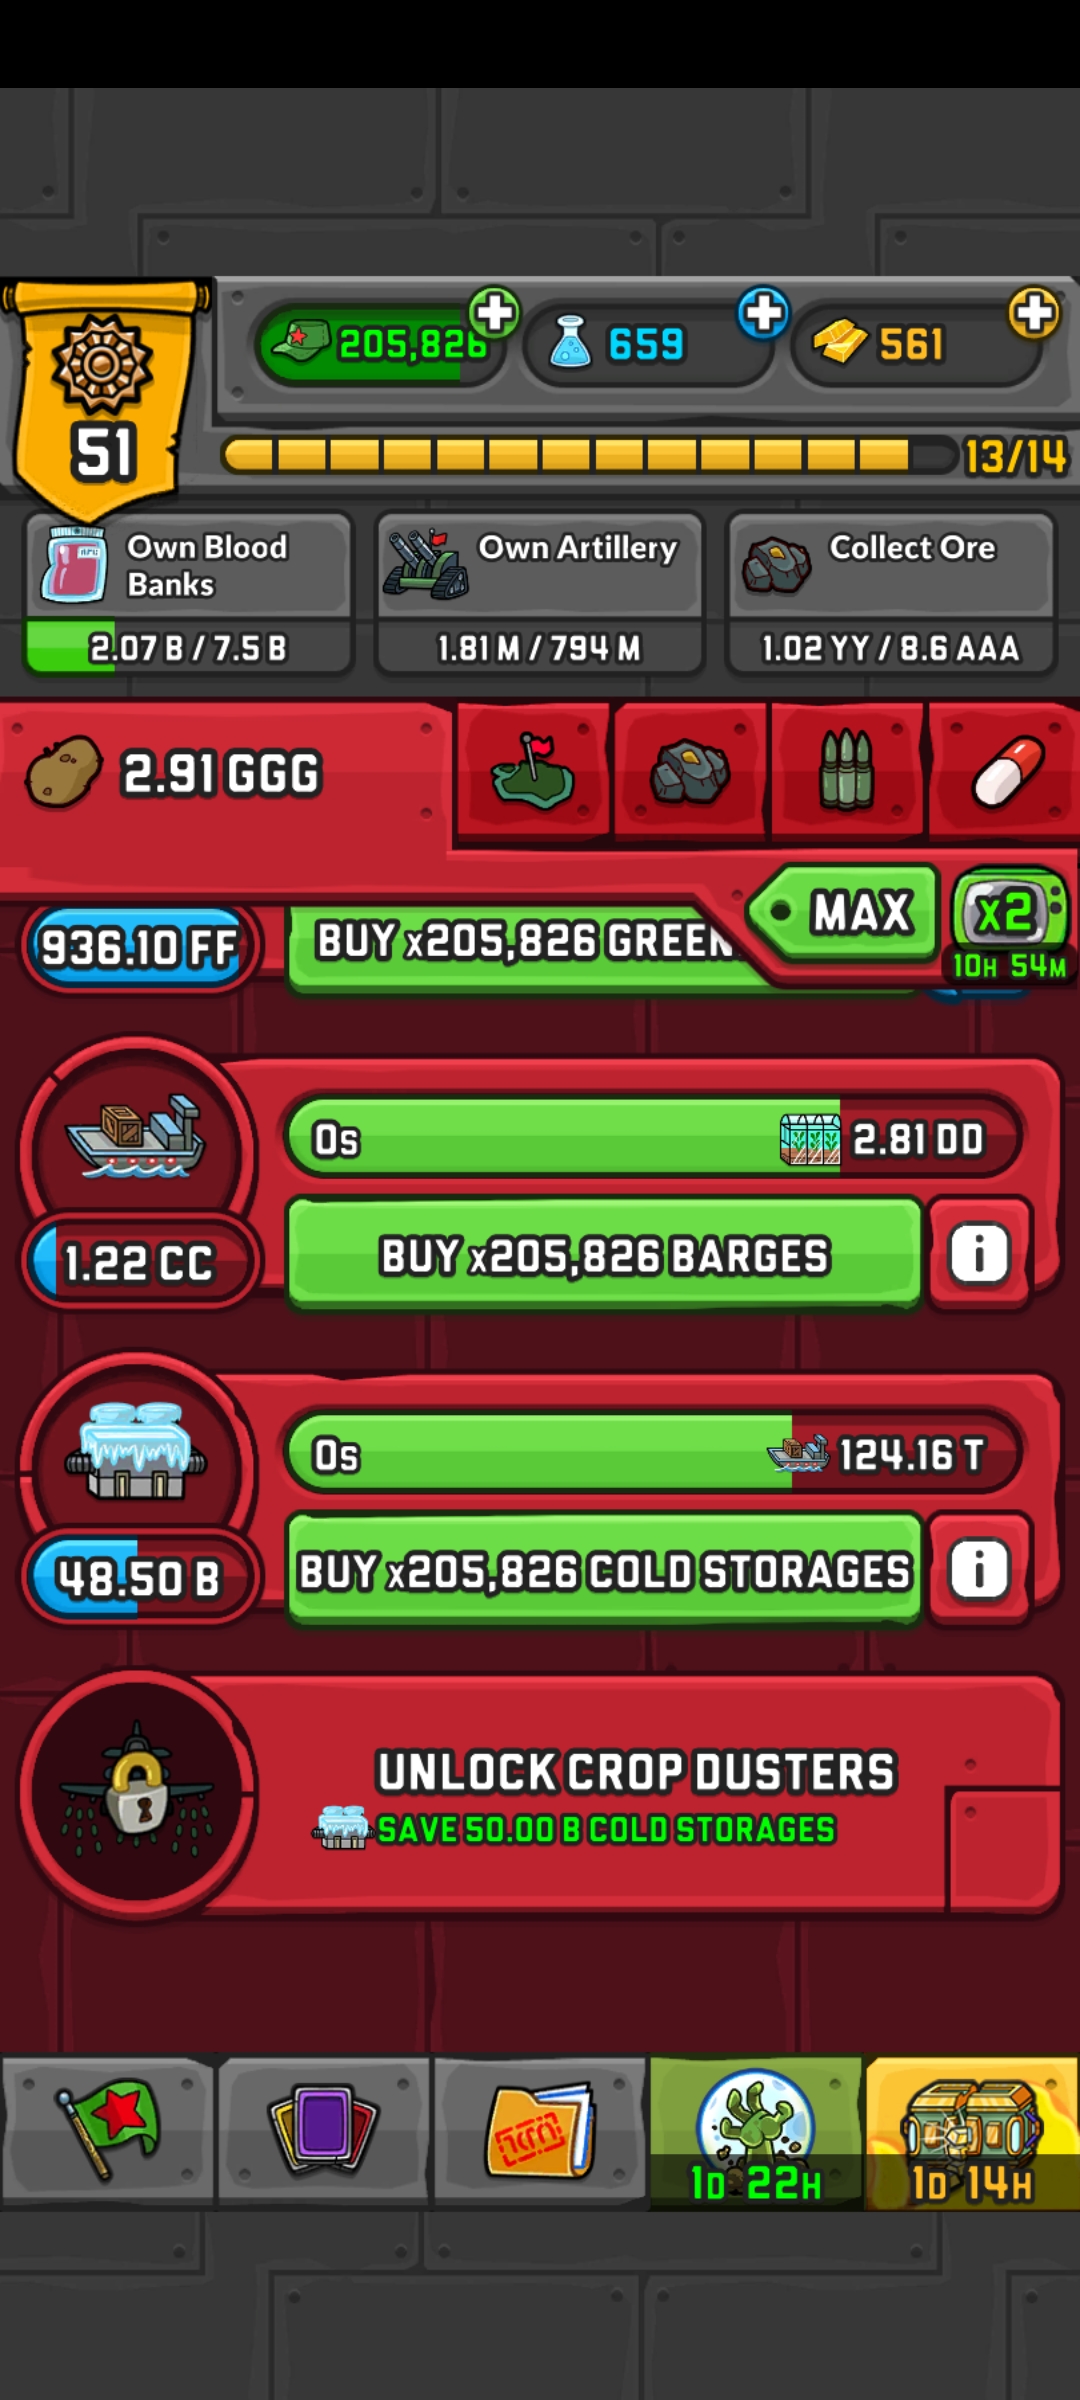 205,826
659
561
51
13/14
Own Blood
Banks
2.07 B / 7.5 B
Own Artillery
1.81 M / 794 M
Collect Ore
1.02 YY / 8.6 AAA
2.91 GGG
MAX
x2
10H 54M
936.10 FF
BUY x205,826 GREEN
0s
2.81 DD
1.22 CC
BUY x205,826 BARGES
i
0s
124.16 T
48.50 B
BUY x205,826 COLD STORAGES
i
UNLOCK CROP DUSTERS
SAVE 50.00 B COLD STORAGES
1D 22H
1D 14H